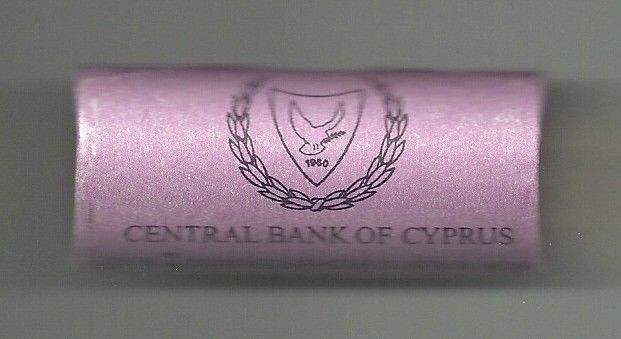 1960
CENTRAL BANK OF CYPRUS